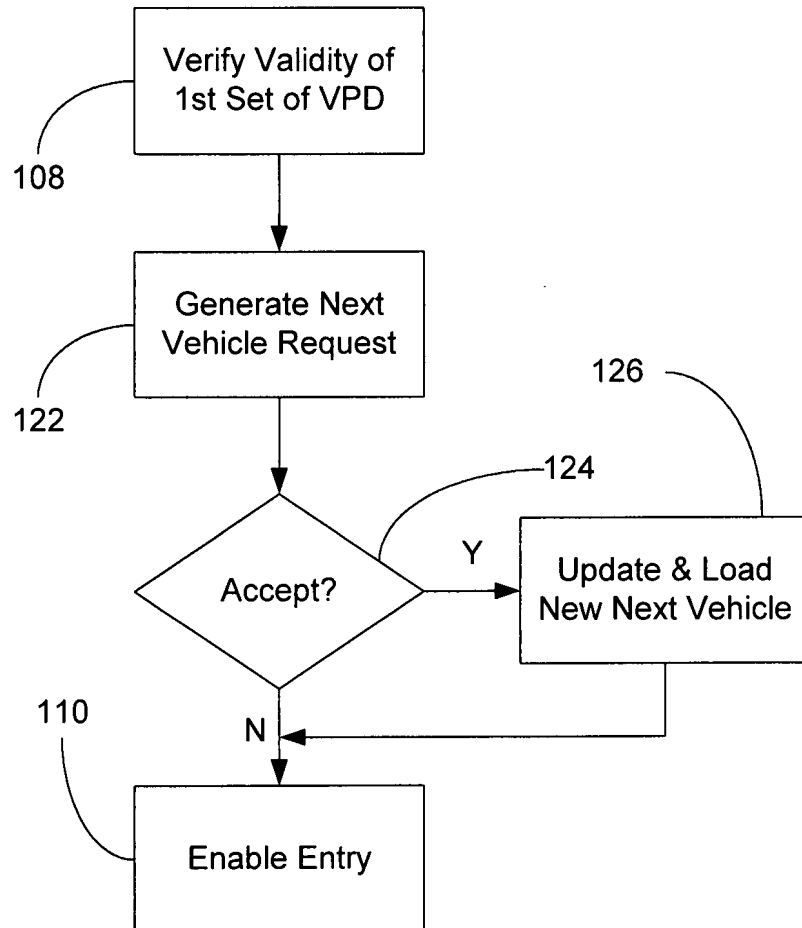 Verify Validity of
1st Set of VPD
108
Generate Next
Vehicle Request
122
126
124
Accept?
Y
Update & Load
New Next Vehicle
110
N
Enable Entry